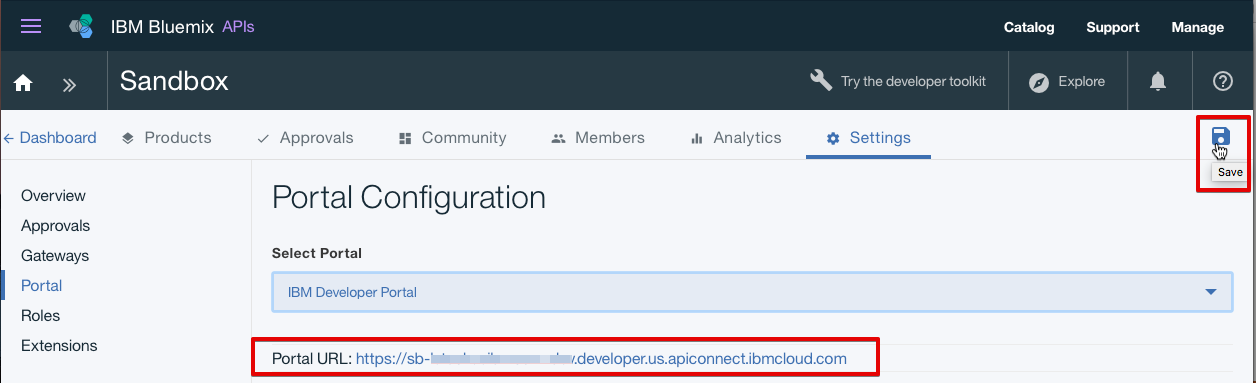 IBM Bluemix APIs Catalog Support Manage
Sandbox Try the developer toolkit Explore
← Dashboard Products Approvals Community Members Analytics Settings
Save
Overview
Approvals
Gateways
Portal
Roles
Extensions
Portal Configuration
Select Portal
IBM Developer Portal
Portal URL: https://sb- .developer.us.apiconnect.ibmcloud.com